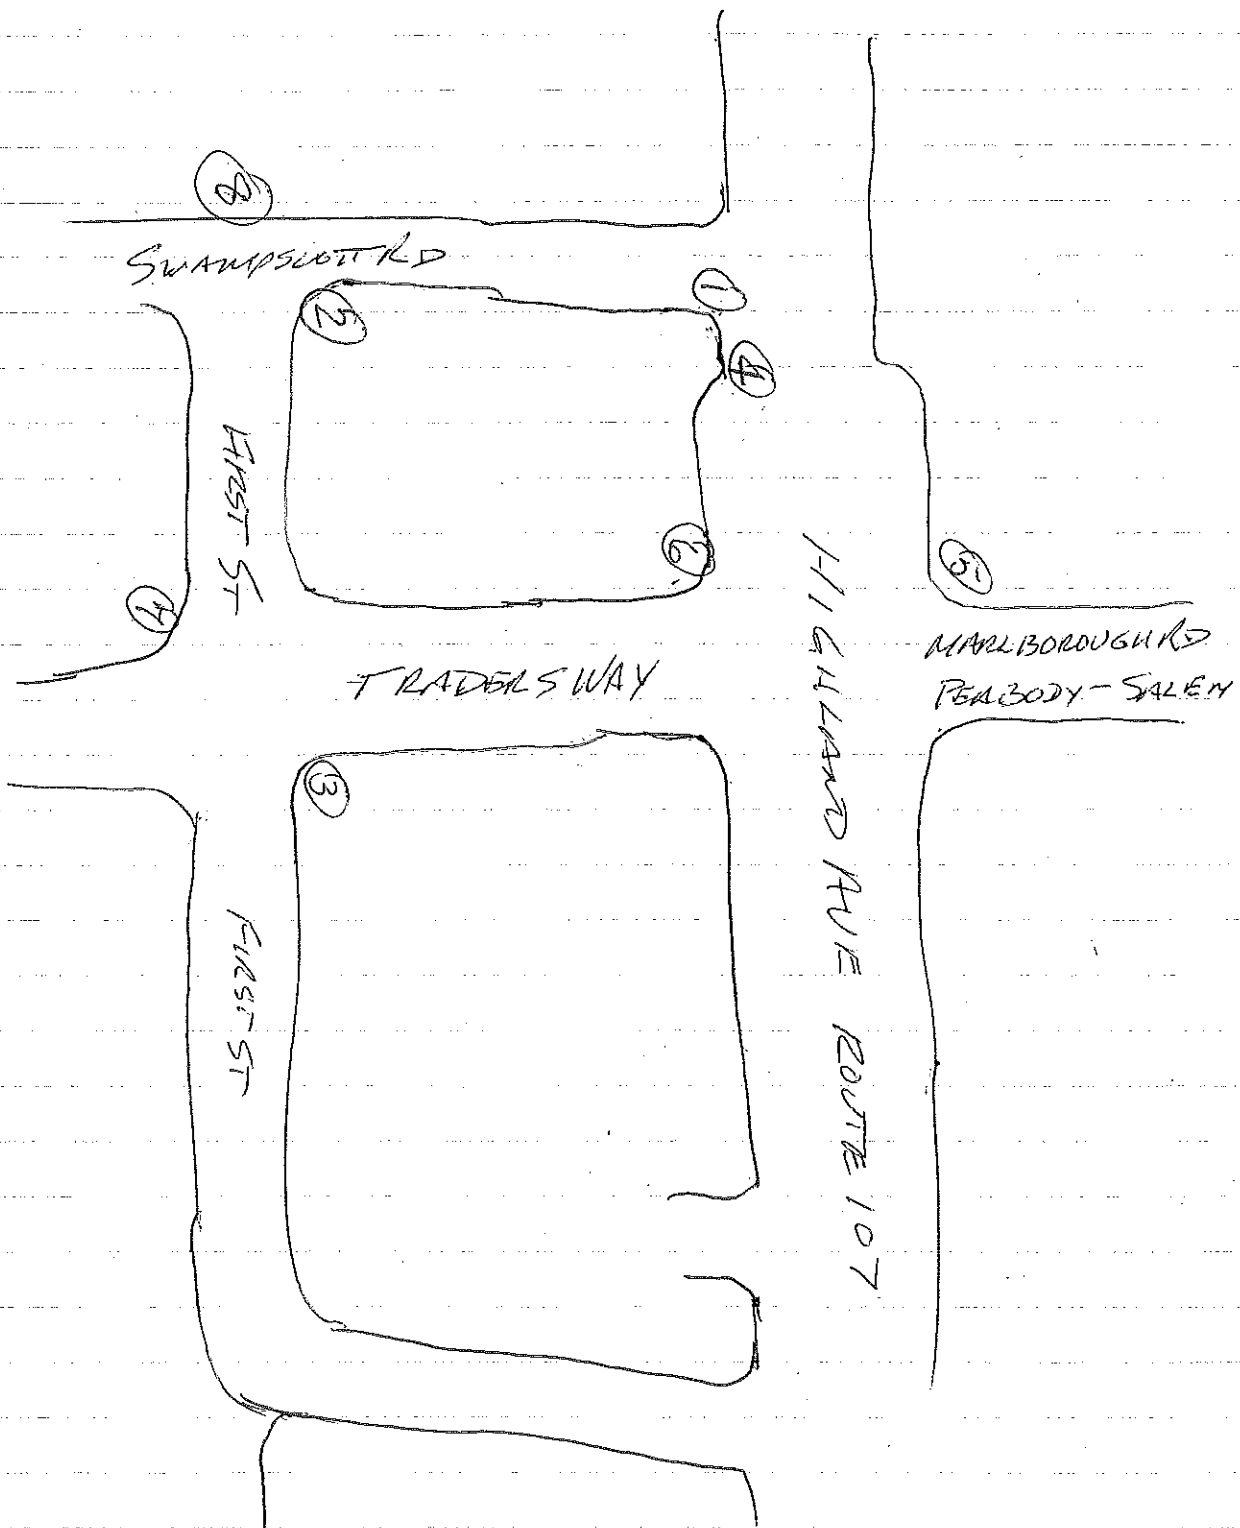 8
SWAMPSCOTT RD
1
2
4
FIRST ST
HIGHLAND AVE ROUTE 107
6
5
7
MARLBOROUGH RD
PEABODY - SALEM
TRADERS WAY
3
FIRST ST